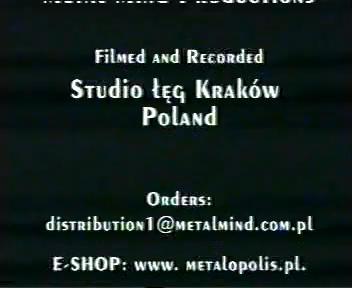 Filmed and Recorded
Studio Łęg Kraków
Poland
Orders:
distribution1@metalmind.com.pl
E-SHOP: www. metalopolis.pl.